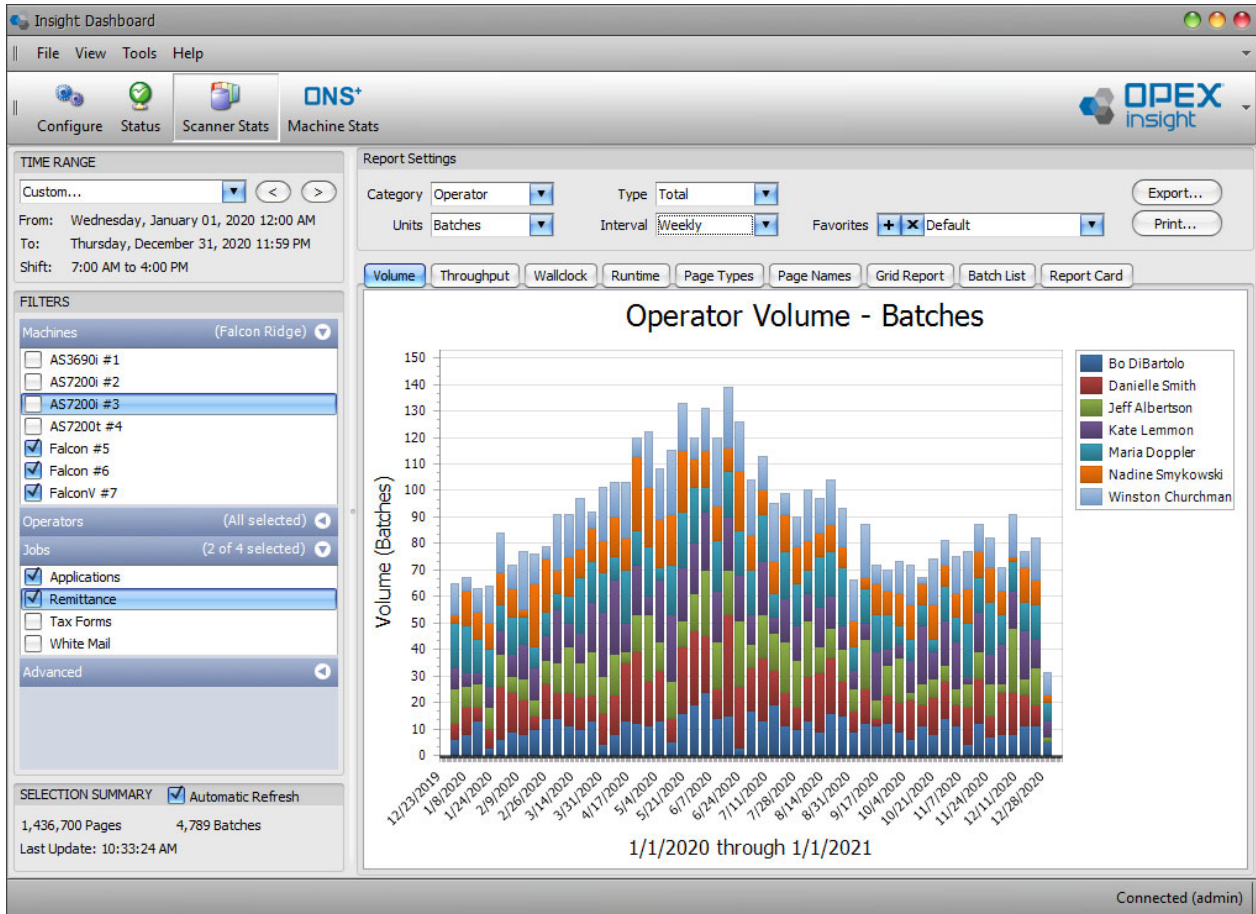 Insight Dashboard
File View Tools Help
Configure Status Scanner Stats ONS+ Machine Stats
OPEX insight
TIME RANGE
Custom...
< >
From: Wednesday, January 01, 2020 12:00 AM
To: Thursday, December 31, 2020 11:59 PM
Shift: 7:00 AM to 4:00 PM
FILTERS
Machines (Falcon Ridge)
AS3690i #1
AS7200i #2
AS7200i #3
AS7200t #4
Falcon #5
Falcon #6
FalconV #7
Operators (All selected)
Jobs (2 of 4 selected)
Applications
Remittance
Tax Forms
White Mail
Advanced
SELECTION SUMMARY Automatic Refresh
1,436,700 Pages 4,789 Batches
Last Update: 10:33:24 AM
Report Settings
Category Operator Type Total Export...
Units Batches Interval Weekly Favorites + x Default Print...
Volume Throughput Wallclock Runtime Page Types Page Names Grid Report Batch List Report Card
Operator Volume - Batches
Volume (Batches)
150
140
130
120
110
100
90
80
70
60
50
40
30
20
10
0
12/23/2019 1/8/2020 1/24/2020 2/9/2020 2/26/2020 3/14/2020 3/31/2020 4/17/2020 5/4/2020 5/21/2020 6/7/2020 6/24/2020 7/11/2020 7/28/2020 8/14/2020 8/31/2020 9/17/2020 10/4/2020 10/21/2020 11/7/2020 11/24/2020 12/11/2020 12/28/2020
1/1/2020 through 1/1/2021
Bo DiBartolo
Danielle Smith
Jeff Albertson
Kate Lemmon
Maria Doppler
Nadine Smykowski
Winston Churchman
Connected (admin)